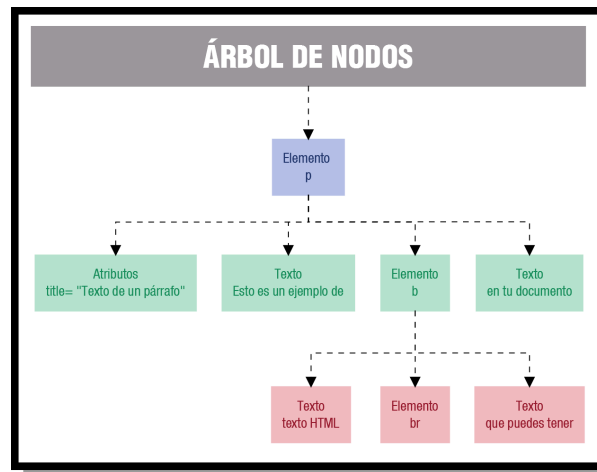 ÁRBOL DE NODOS
Elemento
p
Atributos
title= "Texto de un párrafo"
Texto
Esto es un ejemplo de
Elemento
b
Texto
en tu documento
Texto
texto HTML
Elemento
br
Texto
que puedes tener